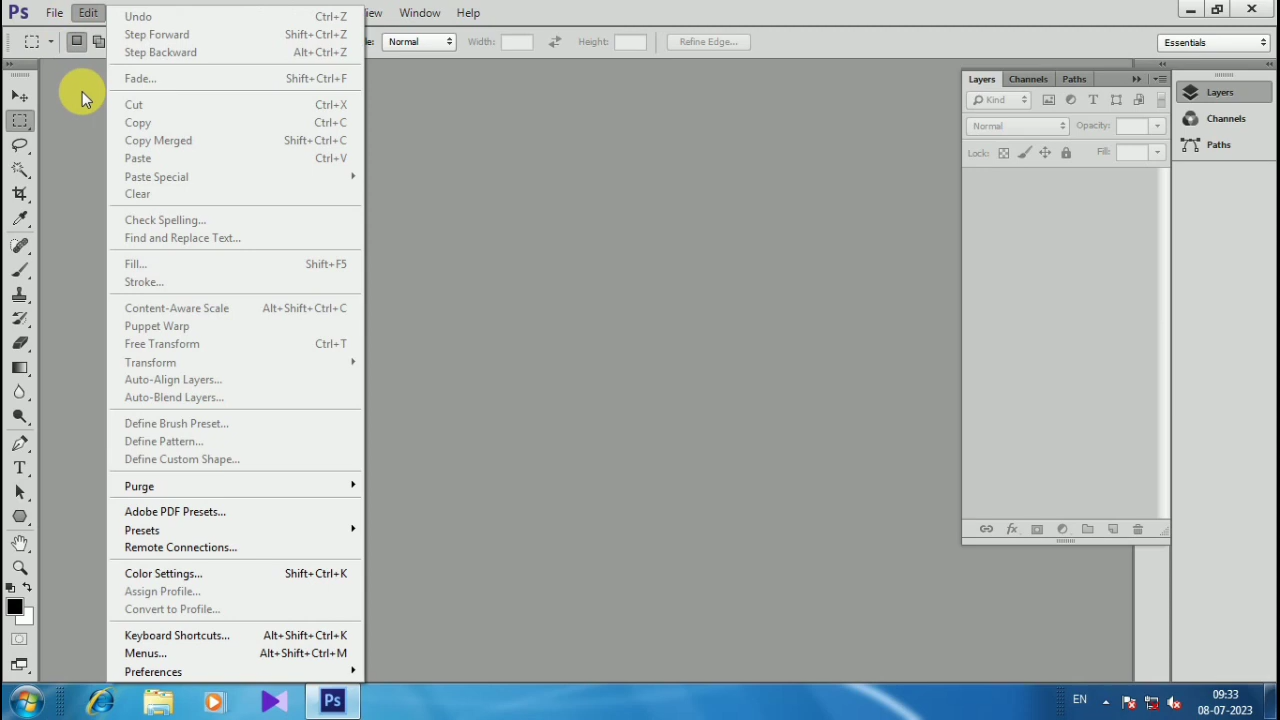 Ps File Edit iew Window Help
Normal Width: Height: Refine Edge... Essentials
Undo Ctrl+Z
Step Forward Shift+Ctrl+Z
Step Backward Alt+Ctrl+Z
Fade... Shift+Ctrl+F
Cut Ctrl+X
Copy Ctrl+C
Copy Merged Shift+Ctrl+C
Paste Ctrl+V
Paste Special
Clear
Check Spelling...
Find and Replace Text...
Fill... Shift+F5
Stroke...
Content-Aware Scale Alt+Shift+Ctrl+C
Puppet Warp
Free Transform Ctrl+T
Transform
Auto-Align Layers...
Auto-Blend Layers...
Define Brush Preset...
Define Pattern...
Define Custom Shape...
Purge
Adobe PDF Presets...
Presets
Remote Connections...
Color Settings... Shift+Ctrl+K
Assign Profile...
Convert to Profile...
Keyboard Shortcuts... Alt+Shift+Ctrl+K
Menus... Alt+Shift+Ctrl+M
Preferences
Layers Channels Paths
Kind
Normal Opacity:
Lock: Fill:
Layers
Channels
Paths
Ps
EN
09:33
08-07-2023